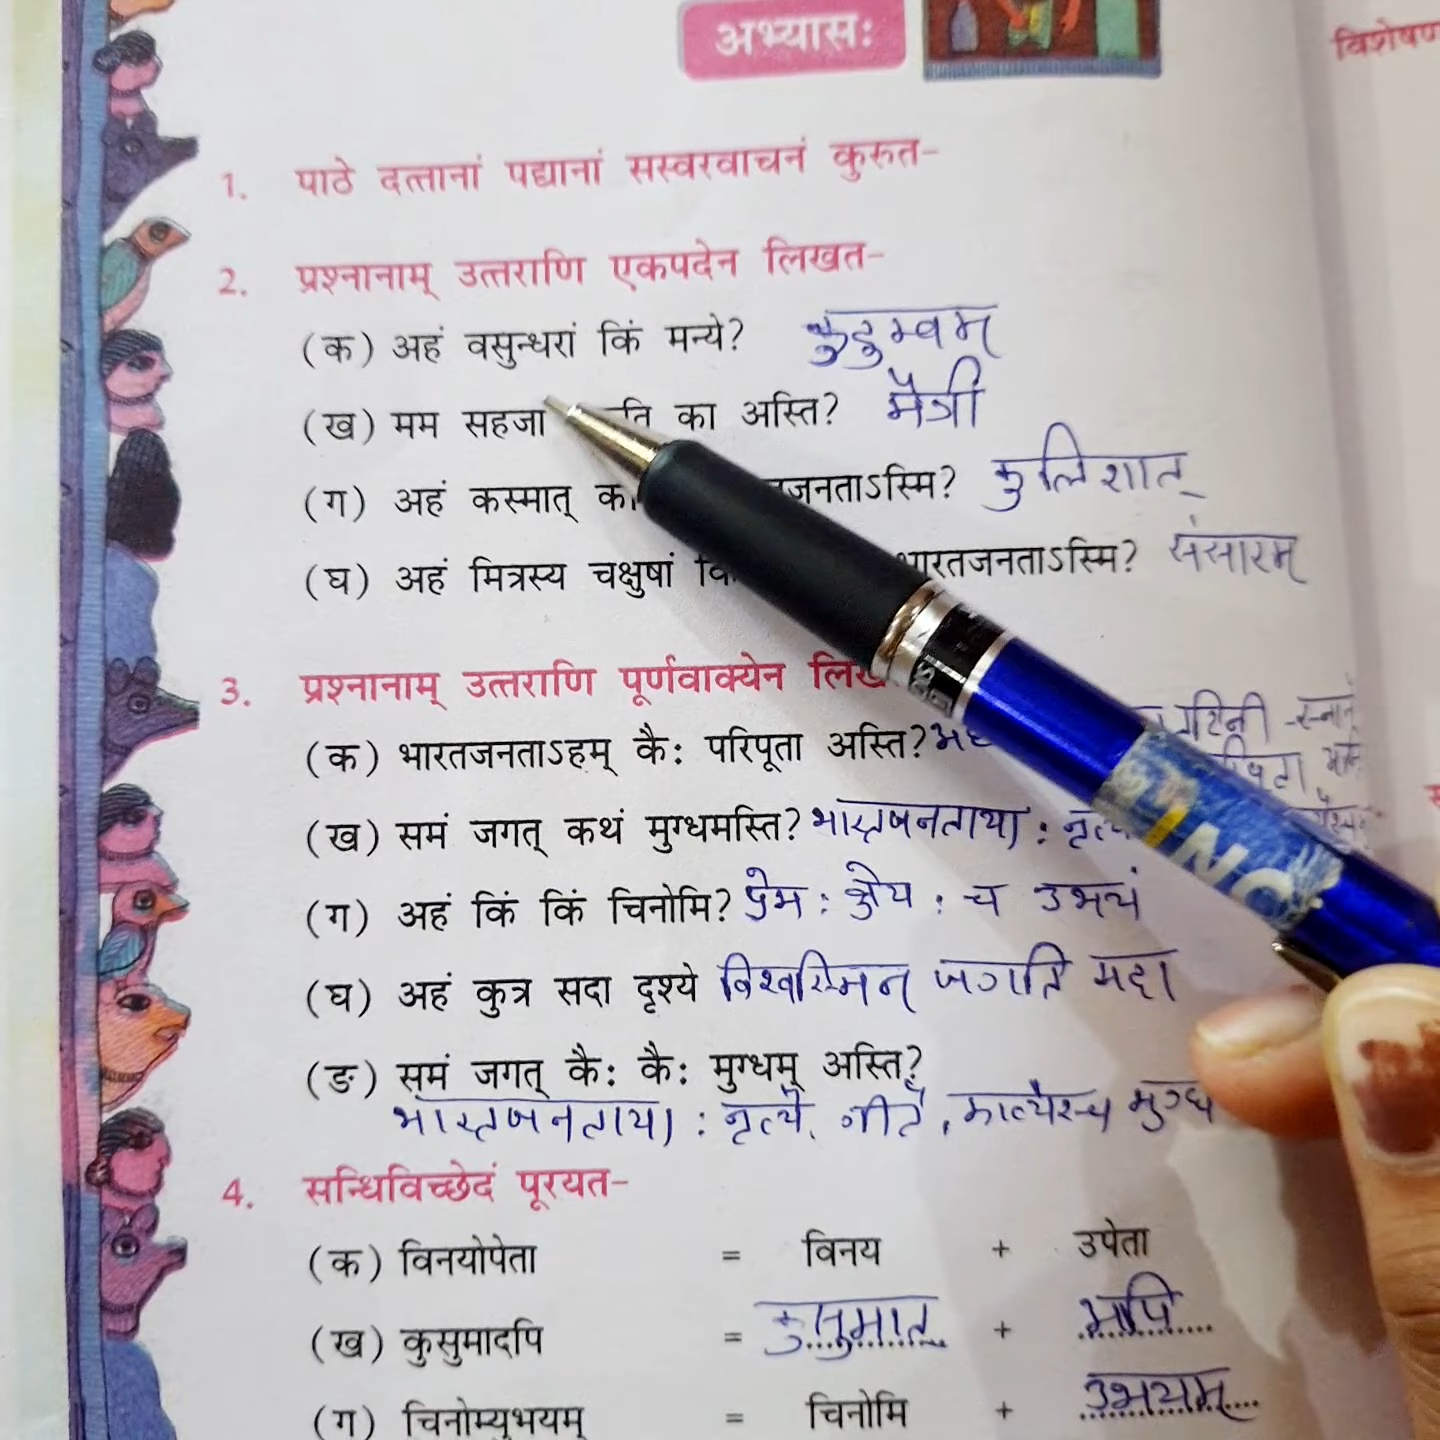 अभ्यासः
विशेषण
1. पाठे दत्तानां पद्यानां सस्वरवाचनं कुरुत-
2. प्रश्नानाम् उत्तराणि एकपदेन लिखत-
(क) अहं वसुन्धरां किं मन्ये? कुटुम्वम्
(ख) मम सहजा ति का अस्ति? मैत्री
(ग) अहं कस्मात् क जनताऽस्मि? कुलिशात्
(घ) अहं मित्रस्य चक्षुषां भारतजनताऽस्मि? संसारम्
3. प्रश्नानाम् उत्तराणि पूर्णवाक्येन लिख
(क) भारतजनताऽहम् कैः परिपूता अस्ति?
(ख) समं जगत् कथं मुग्धमस्ति? भारतजनतायाः
(ग) अहं किं किं चिनोमि? प्रेमः श्रेयः च उभयं
(घ) अहं कुत्र सदा दृश्ये विश्वस्मिन् जगति
(ङ) समं जगत् कैः कैः मुग्धम् अस्ति?
भारतजनतायाः नृत्यै, गीतै, काव्यैश्च मुग्ध
4. सन्धिविच्छेदं पूरयत-
(क) विनयोपेता = विनय + उपेता
(ख) कुसुमादपि = कुसुमात् + अपि
(ग) चिनोम्युभयम् = चिनोमि + उभयम्